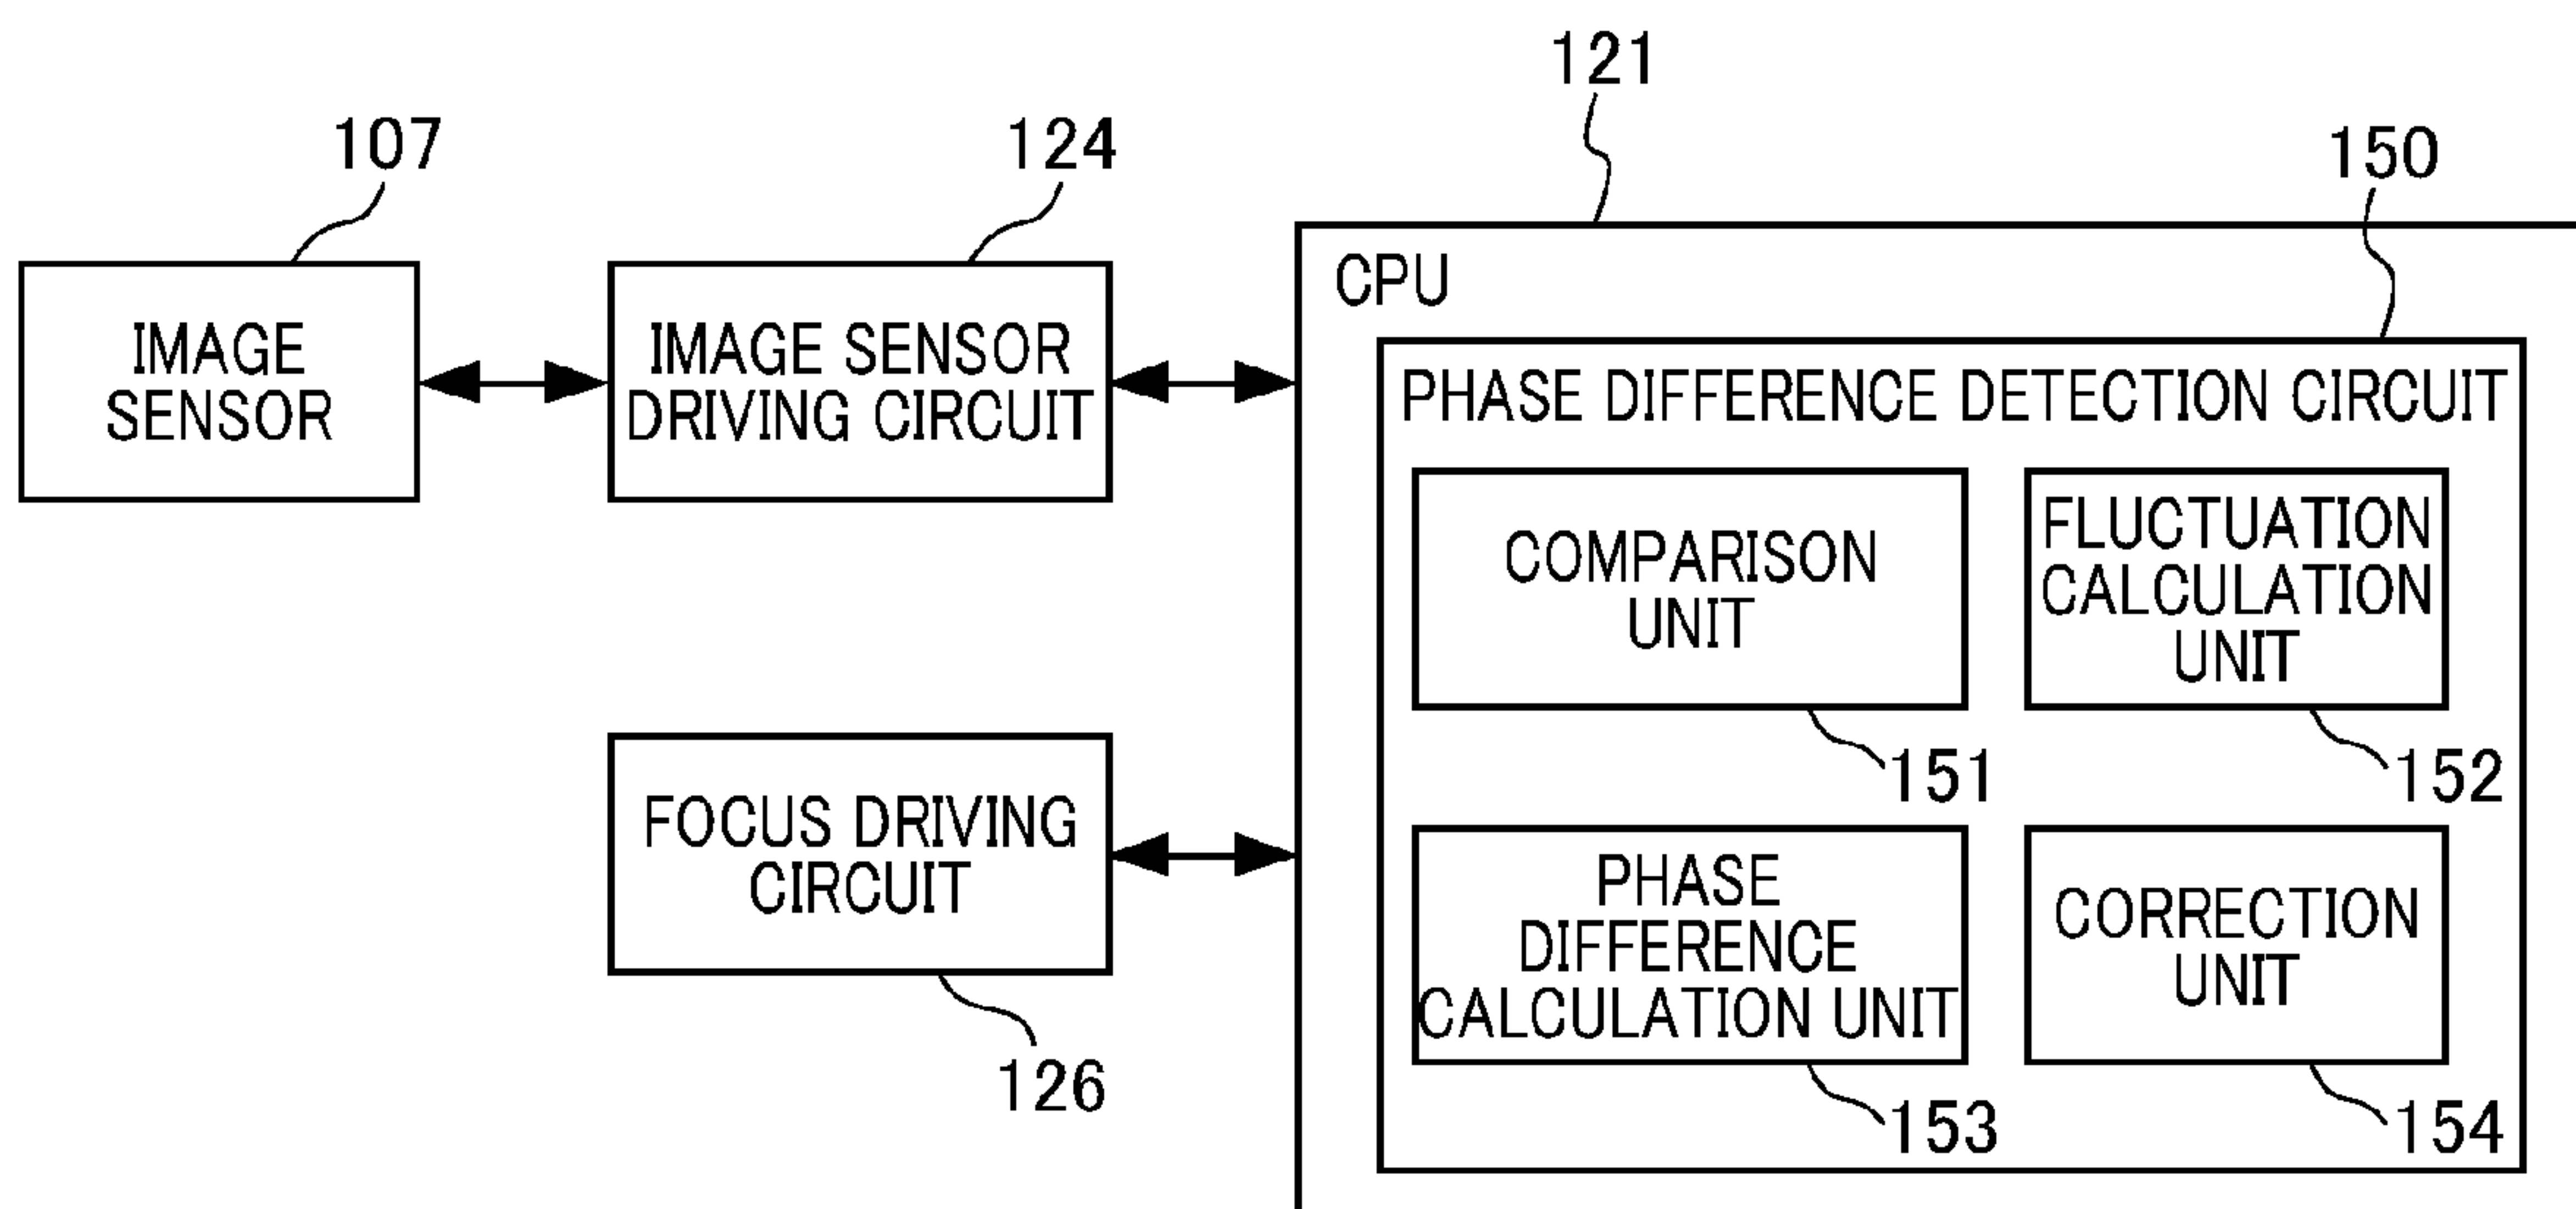 121
107
124
150
CPU
IMAGE
SENSOR
IMAGE SENSOR
DRIVING CIRCUIT
PHASE DIFFERENCE DETECTION CIRCUIT
COMPARISON
UNIT
151
FLUCTUATION
CALCULATION
UNIT
152
FOCUS DRIVING
CIRCUIT
126
PHASE
DIFFERENCE
CALCULATION UNIT
153
CORRECTION
UNIT
154